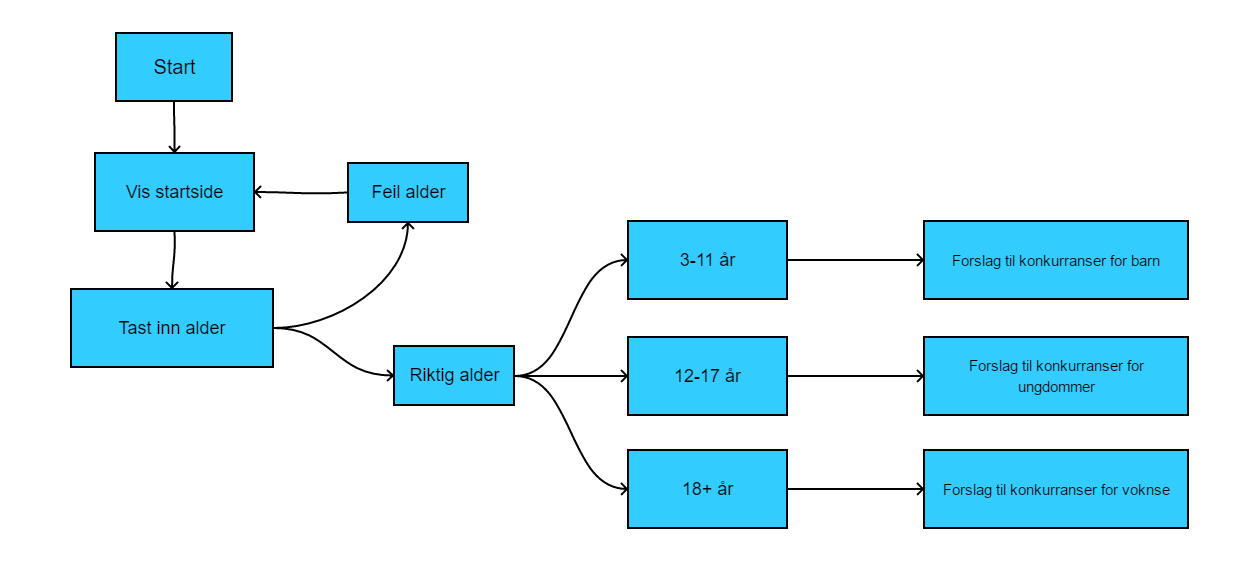 Start
Vis startside
Feil alder
Tast inn alder
Riktig alder
3-11 år
Forslag til konkurranser for barn
12-17 år
Forslag til konkurranser for
ungdommer
18+ år
Forslag til konkurranser for voknse